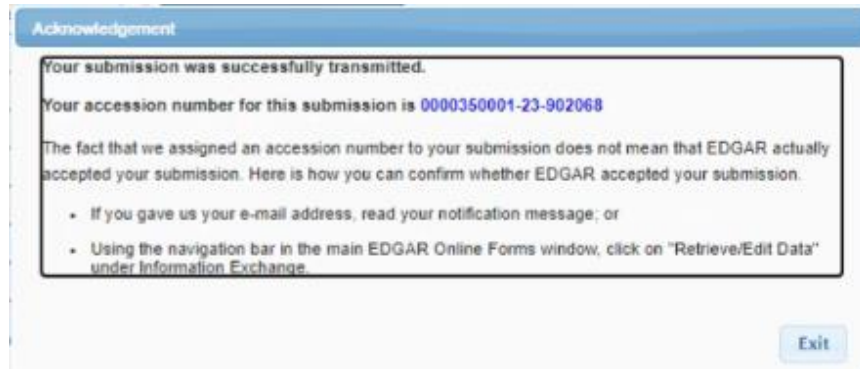 Acknowledgement
Your submission was successfully transmitted.
Your accession number for this submission is 0000350001-23-902068
The fact that we assigned an accession number to your submission does not mean that EDGAR actually
accepted your submission. Here is how you can confirm whether EDGAR accepted your submission.
• If you gave us your e-mail address, read your notification message; or
• Using the navigation bar in the main EDGAR Online Forms window, click on "Retrieve/Edit Data"
under Information Exchange.
Exit